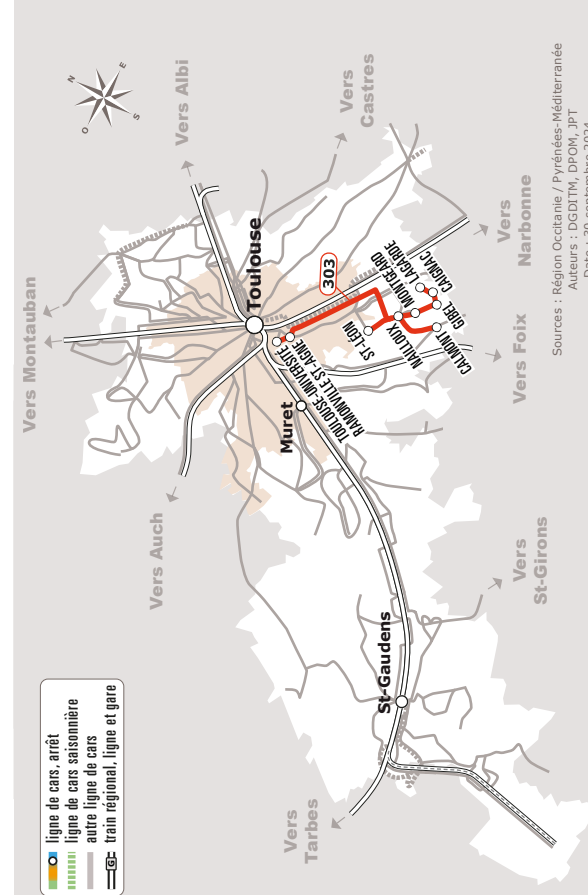 N
E
S
O
Vers Albi
Vers
Castres
Vers Montauban
Toulouse
Vers
Narbonne
303
TOULOUSE-UNIVERSITÉ
RAMONVILLE ST-AGNE
ST-LEON
NAILLOUX
MONTGEARD
LAGARDE
CAIGNAC
GIBEL
CALMONT
Muret
Vers Foix
Vers Auch
Vers
St-Girons
St-Gaudens
Vers
Tarbes
ligne de cars, arrêt
ligne de cars saisonnière
autre ligne de cars
G
train régional, ligne et gare
Sources : Région Occitanie / Pyrénées-Méditerranée
Auteurs : DGDITM, DPOM, JPT